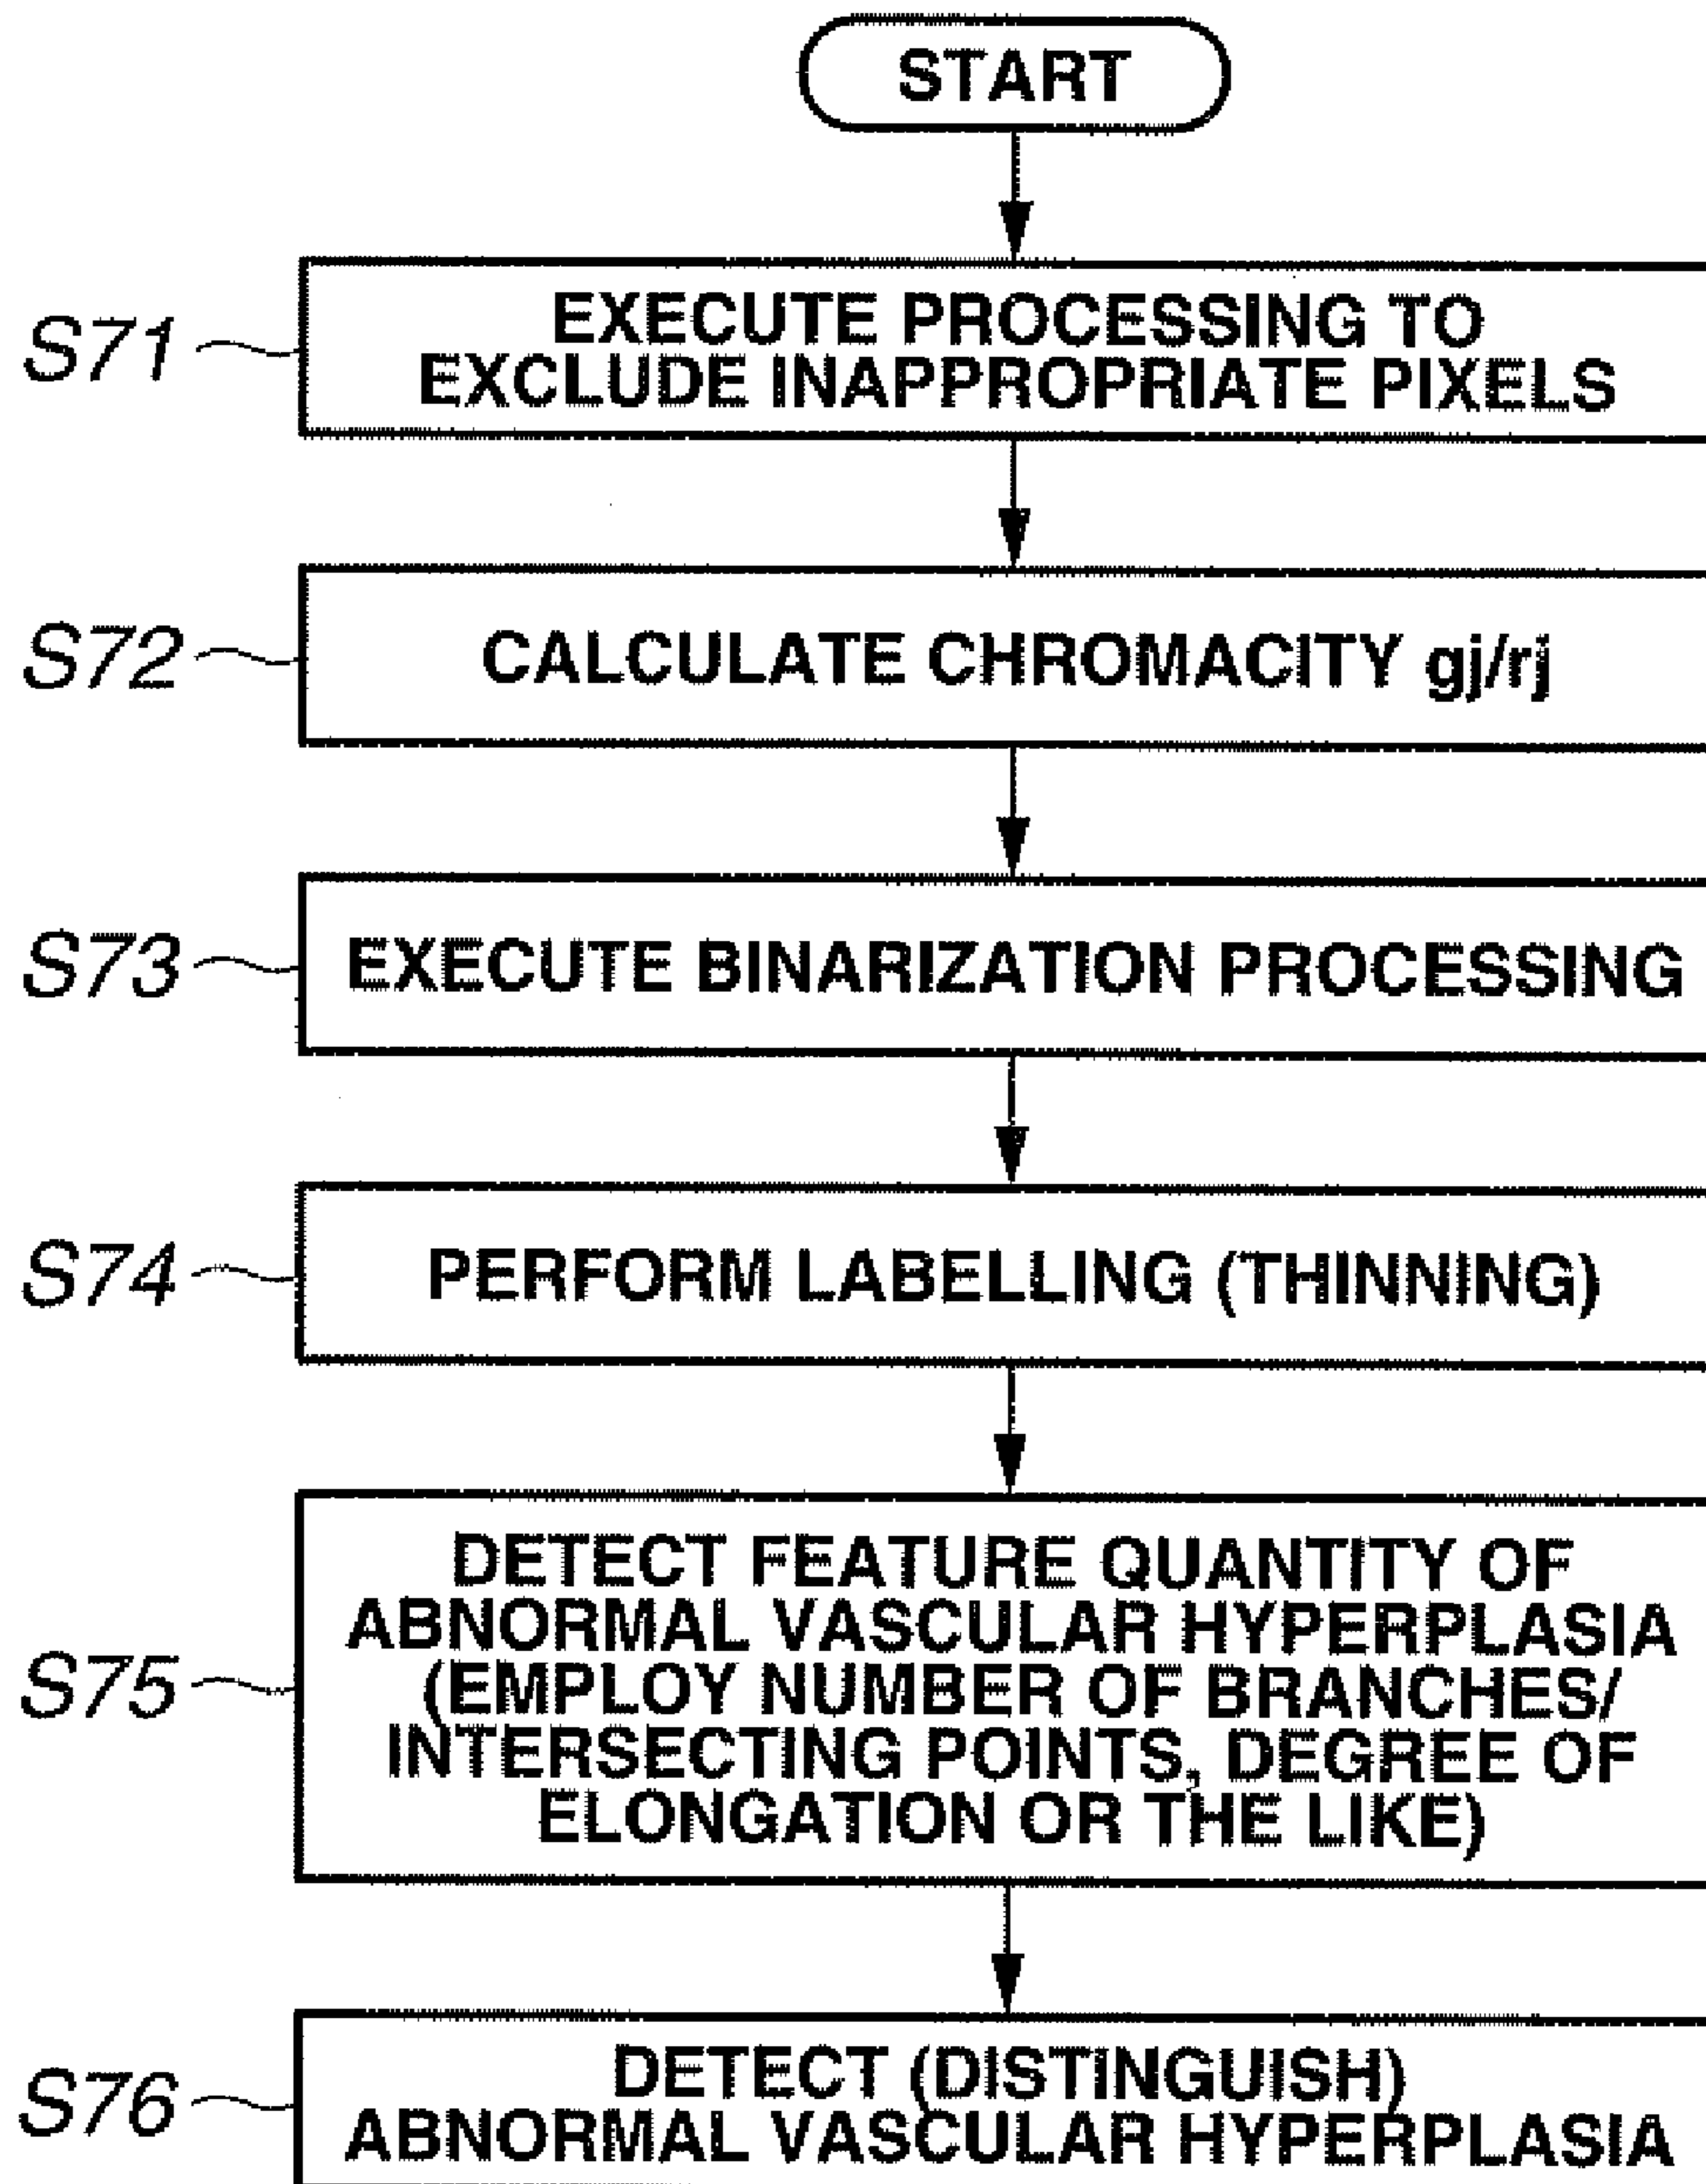 START
S71
EXECUTE PROCESSING TO
EXCLUDE INAPPROPRIATE PIXELS
S72
CALCULATE CHROMACITY gj/rj
S73
EXECUTE BINARIZATION PROCESSING
S74
PERFORM LABELLING (THINNING)
S75
DETECT FEATURE QUANTITY OF
ABNORMAL VASCULAR HYPERPLASIA
(EMPLOY NUMBER OF BRANCHES/
INTERSECTING POINTS, DEGREE OF
ELONGATION OR THE LIKE)
S76
DETECT (DISTINGUISH)
ABNORMAL VASCULAR HYPERPLASIA